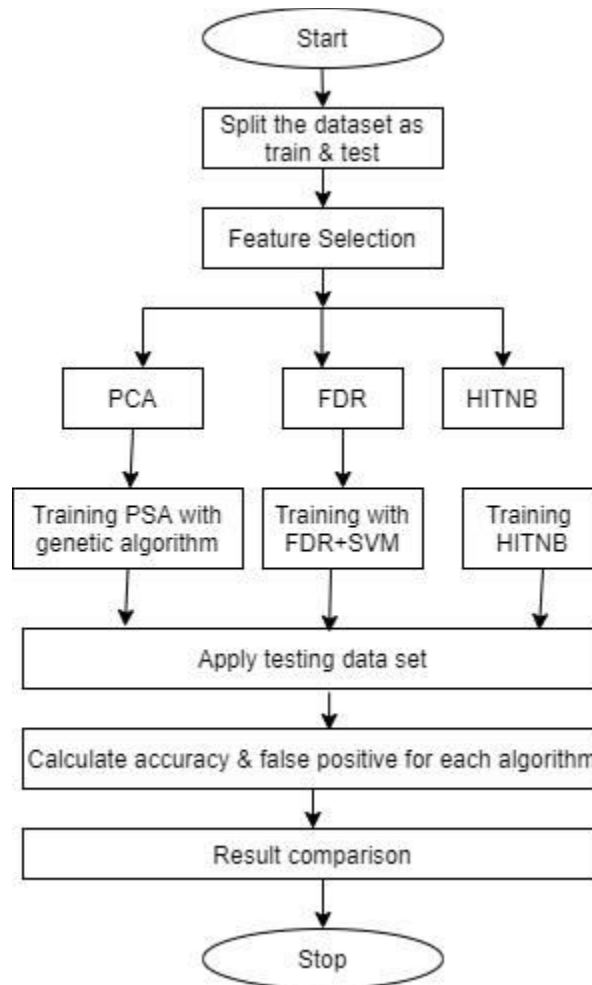 Start
Split the dataset as
train & test
Feature Selection
PCA
FDR
HITNB
Training PSA with
genetic algorithm
Training with
FDR+SVM
Training
HITNB
Apply testing data set
Calculate accuracy & false positive for each algorithm
Result comparison
Stop